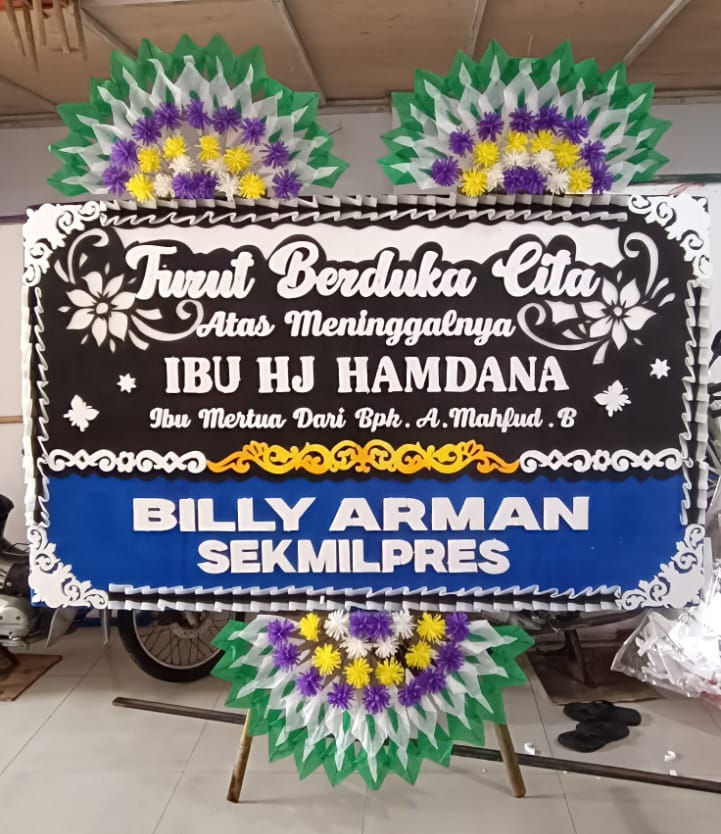 Turut Berduka Cita
Atas Meninggalnya
IBU HJ HAMDANA
Ibu Mertua Dari Bpk. A. Mahfud. B
BILLY ARMAN
SEKMILPRES